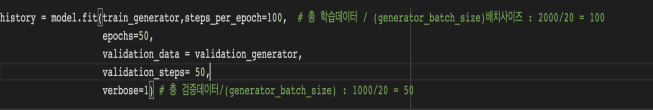 history = model.fit(train_generator,steps_per_epoch=100,  # 총 학습데이터 / (generator_batch_size)배치사이즈 : 2000/20 = 100
epochs=50,
validation_data = validation_generator,
validation_steps= 50,
verbose=1) # 총 검증데이터/(generator_batch_size) : 1000/20 = 50